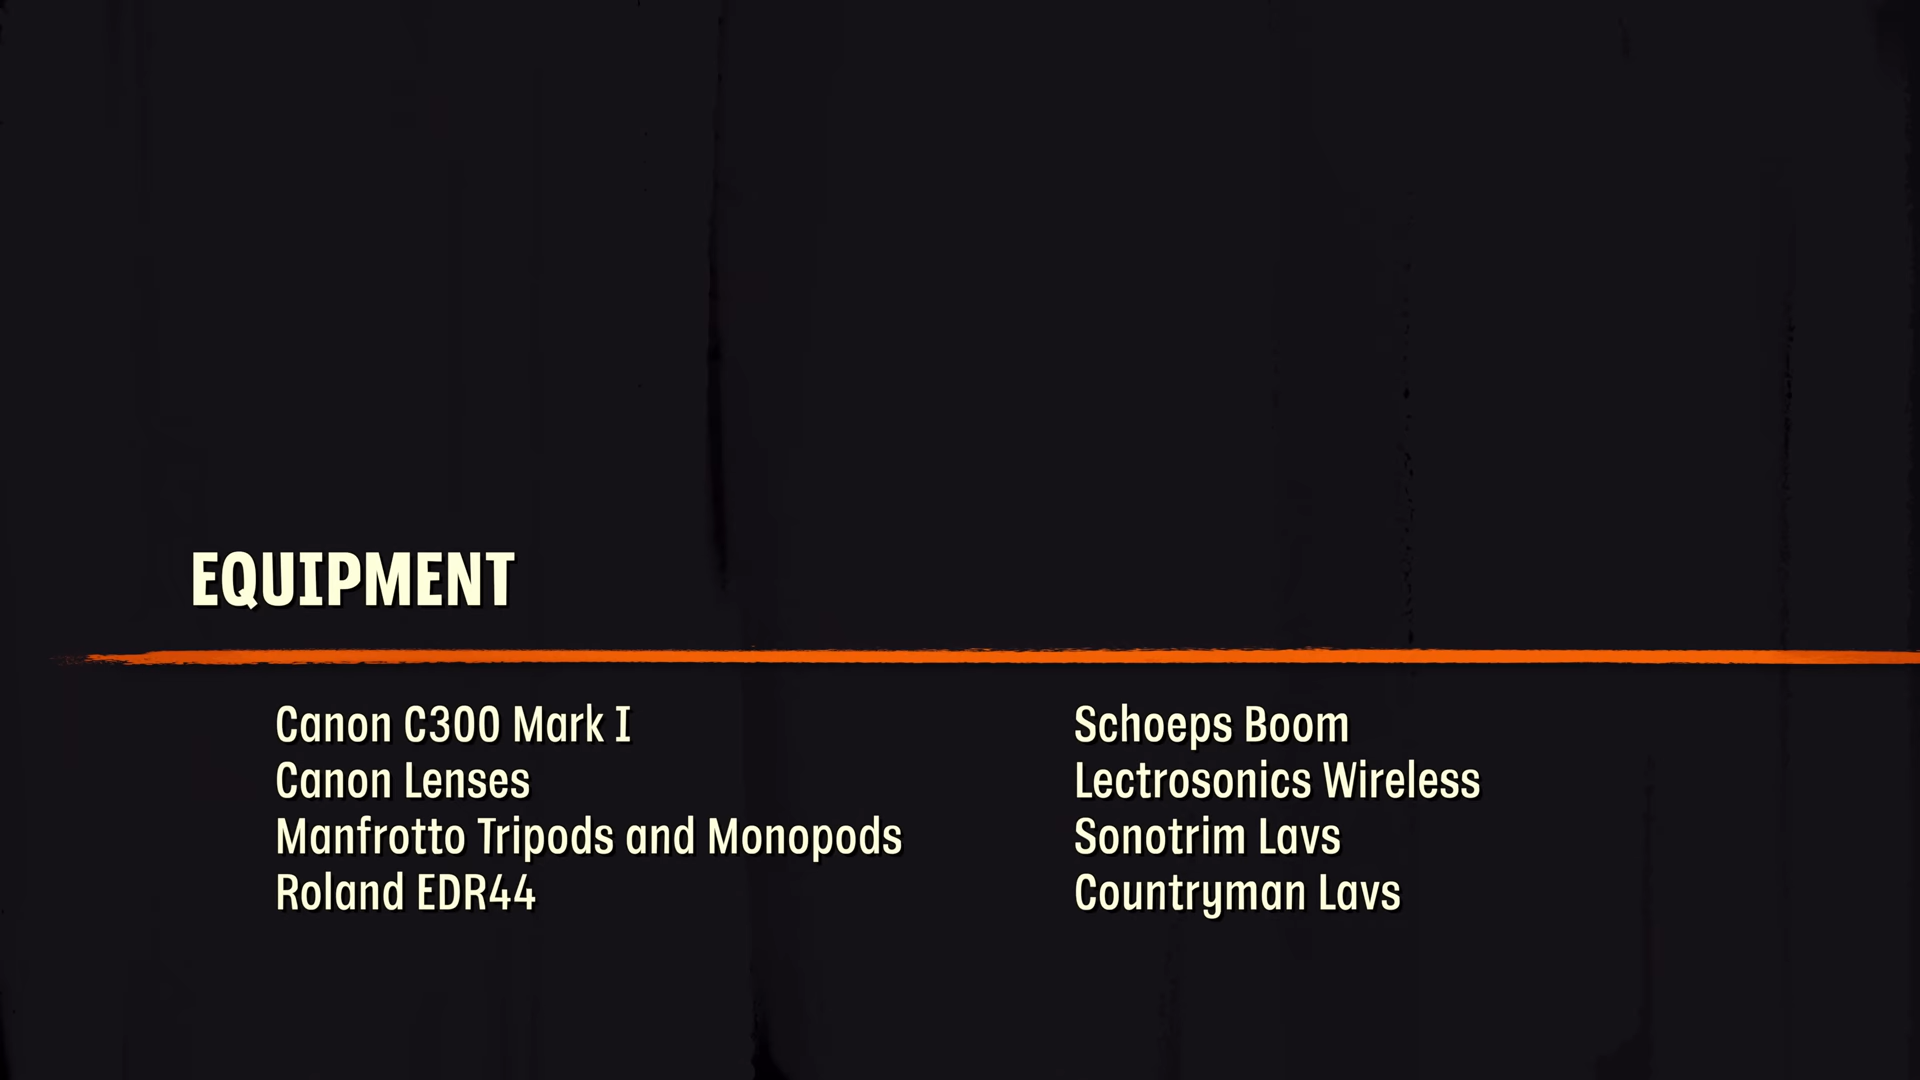 EQUIPMENT
Canon C300 Mark I
Canon Lenses
Manfrotto Tripods and Monopods
Roland EDR44
Schoeps Boom
Lectrosonics Wireless
Sonotrim Lavs
Countryman Lavs